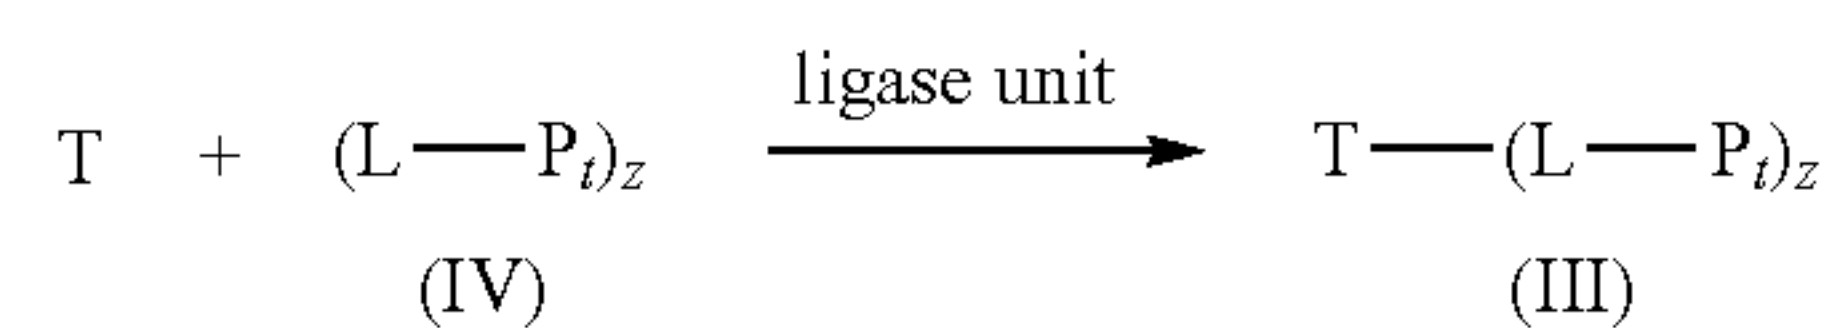 ligase unit
T + (L—Pt)z → T—(L—Pt)z
(IV) (III)